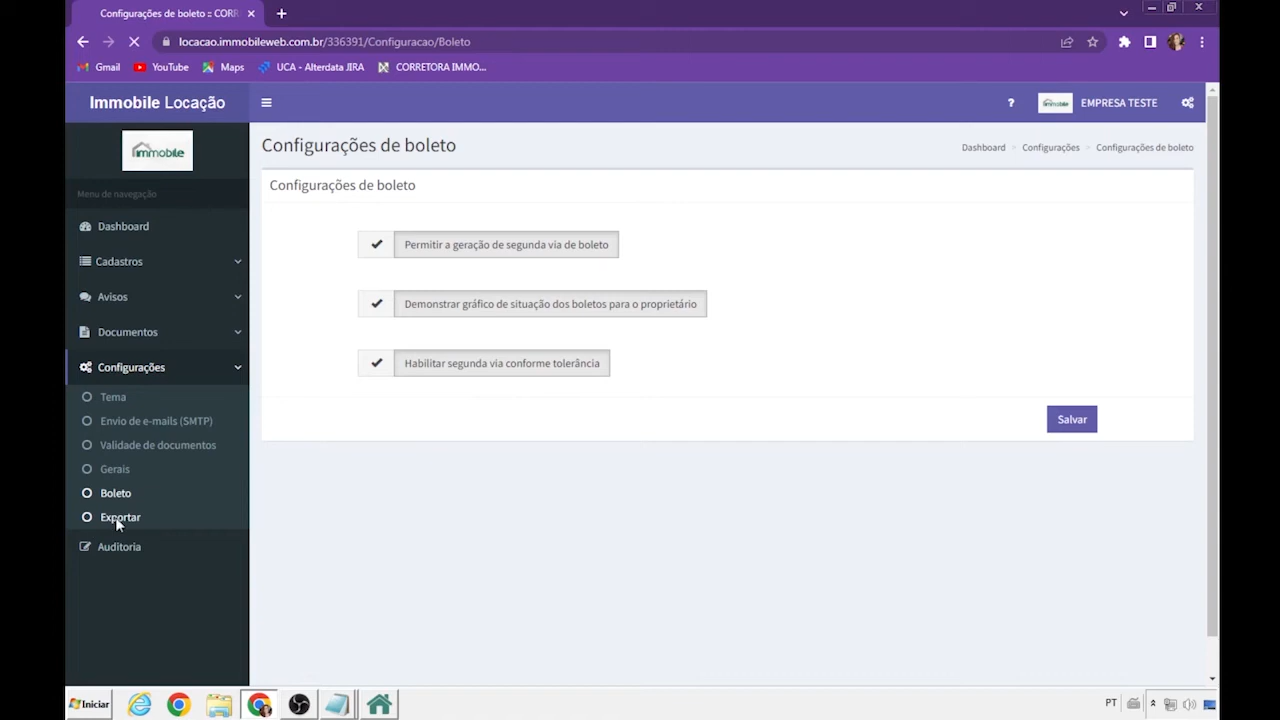 Configurações de boleto :: COR
locacao.immobileweb.com.br/336391/Configuracao/Boleto
Gmail
YouTube
Maps
UCA - Alterdata JIRA
CORRETORA IMMO...
Immobile Locação
?
immobile
EMPRESA TESTE
immobile
Configurações de boleto
Dashboard > Configurações > Configurações de boleto
Menu de navegação
Configurações de boleto
Dashboard
Permitir a geração de segunda via de boleto
Cadastros
Avisos
Demonstrar gráfico de situação dos boletos para o proprietário
Documentos
Configurações
Habilitar segunda via conforme tolerância
Tema
Envio de e-mails (SMTP)
Salvar
Validade de documentos
Gerais
Boleto
Exportar
Auditoria
Iniciar
PT